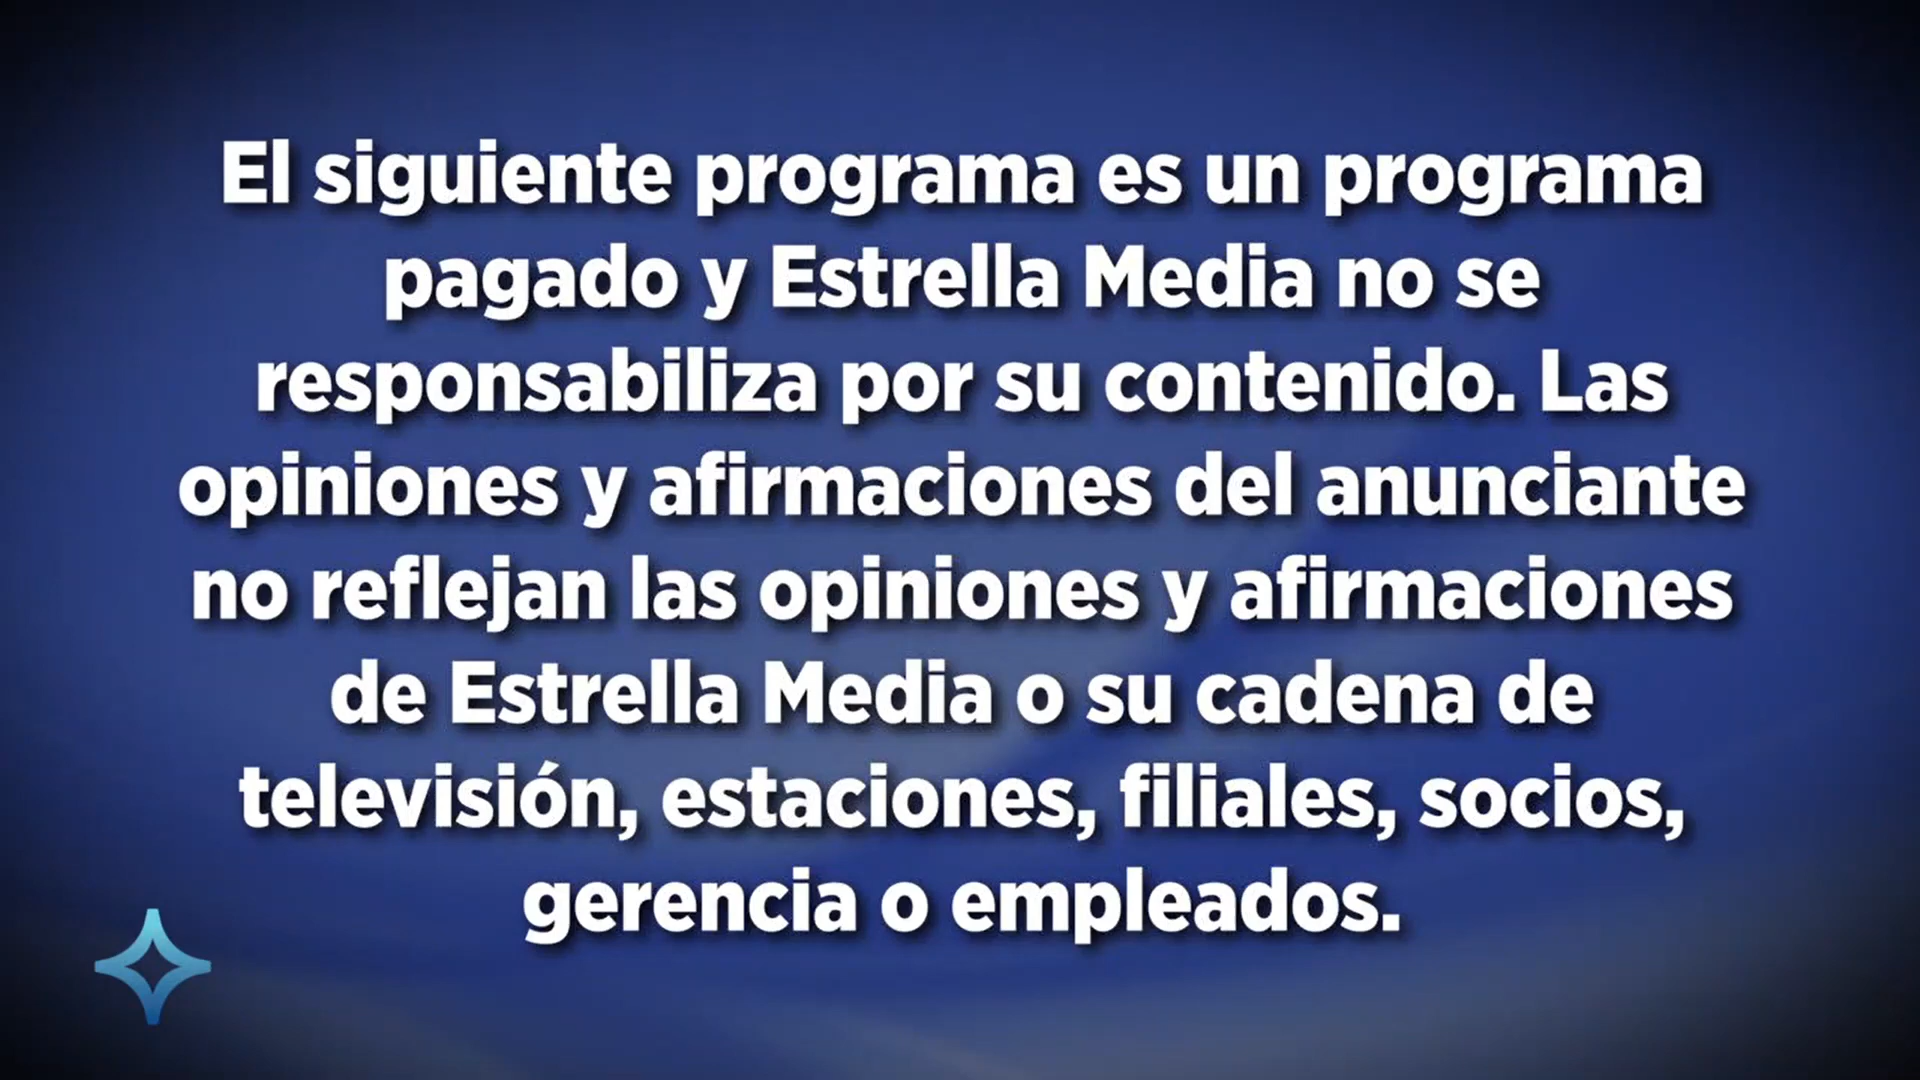 El siguiente programa es un programa
pagado y Estrella Media no se
responsabiliza por su contenido. Las
opiniones y afirmaciones del anunciante
no reflejan las opiniones y afirmaciones
de Estrella Media o su cadena de
televisión, estaciones, filiales, socios,
gerencia o empleados.